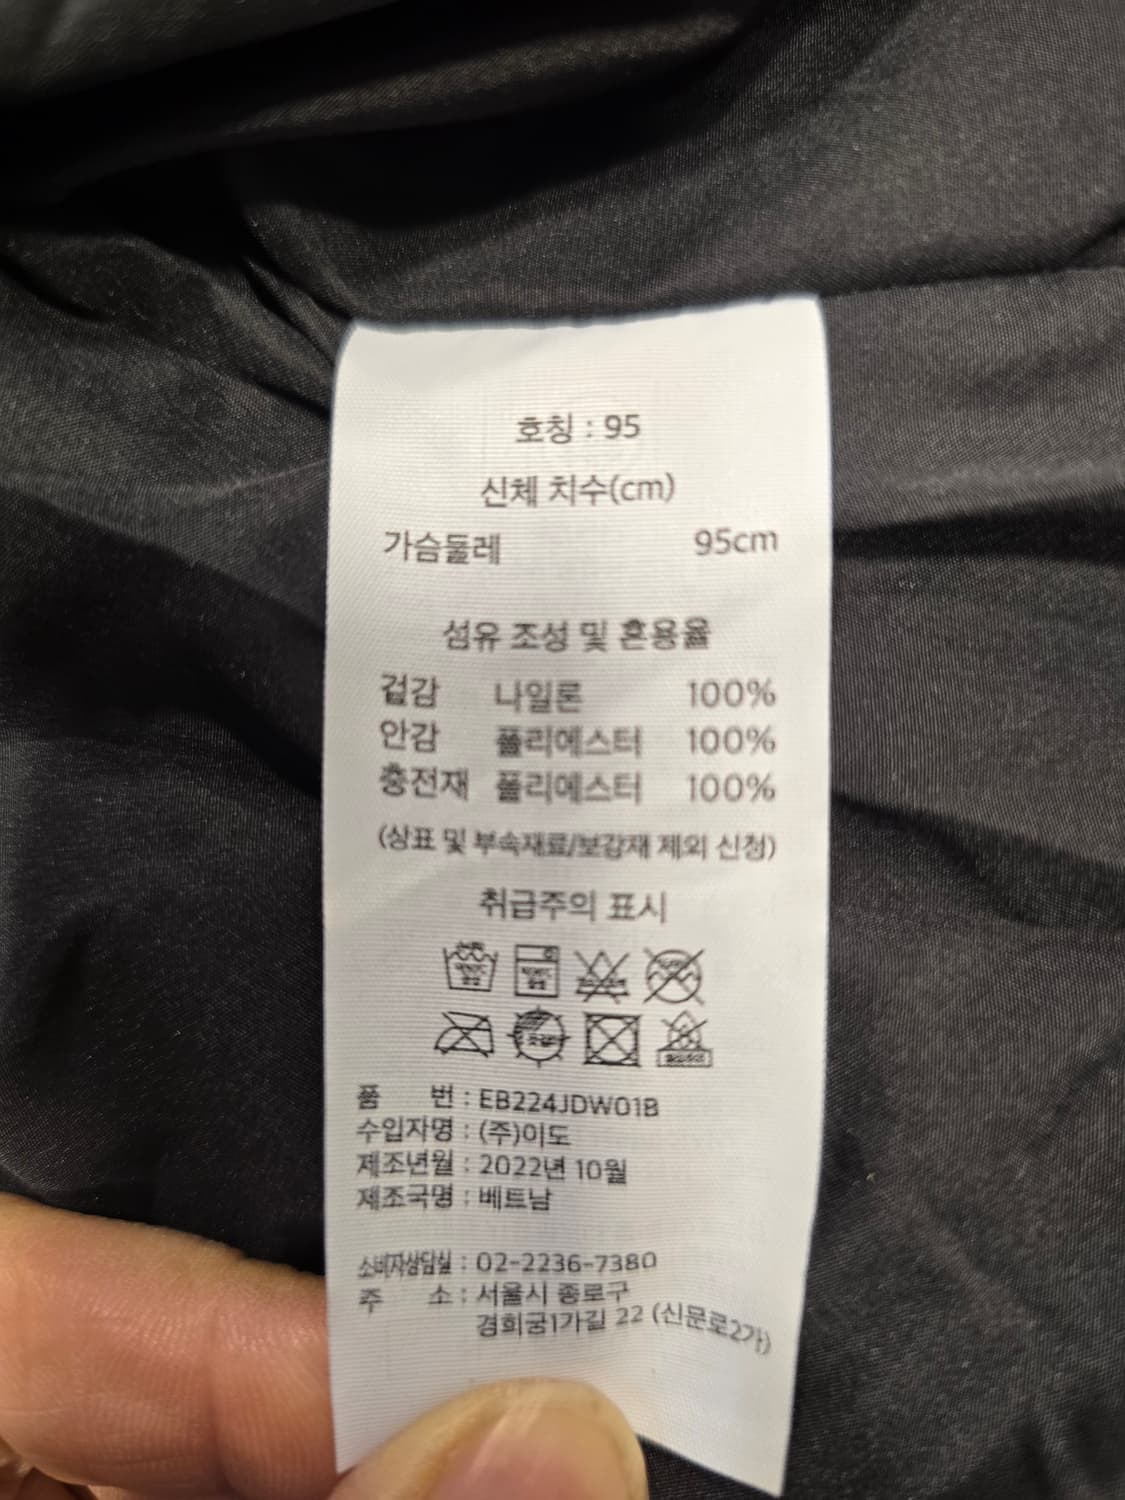 호칭 : 95
신체 치수(cm)
가슴둘레 95cm
섬유 조성 및 혼용율
겉감 나일론 100%
안감 폴리에스터 100%
충전재 폴리에스터 100%
(상표 및 부속재료/보강재 제외 신청)
취급주의 표시
품 번 : EB224JDW01B
수입자명 : (주)이도
제조년월 : 2022년 10월
제조국명 : 베트남
소비자상담실 : 02-2236-7380
주 소 : 서울시 종로구
경희궁1가길 22 (신문로2가)